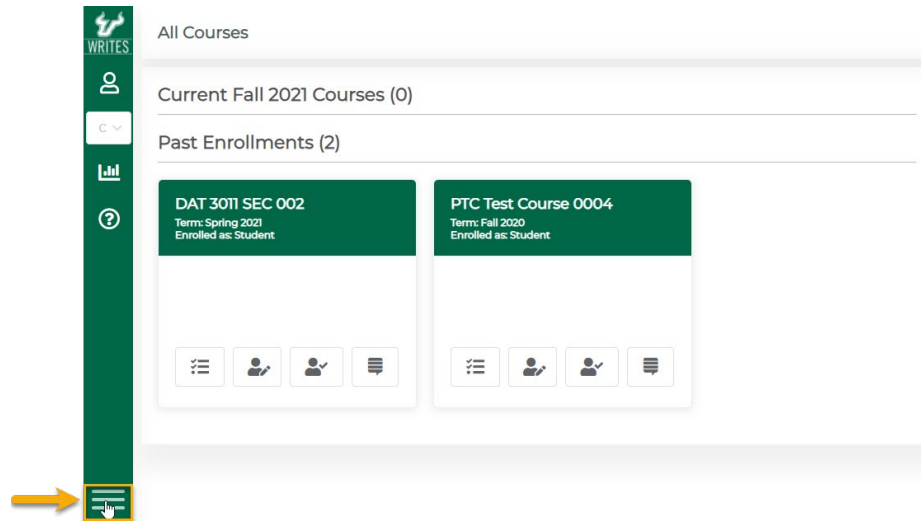 WRITES
All Courses
Current Fall 2021 Courses (0)
C
Past Enrollments (2)
DAT 3011 SEC 002
Term: Spring 2021
Enrolled as: Student
PTC Test Course 0004
Term: Fall 2020
Enrolled as: Student